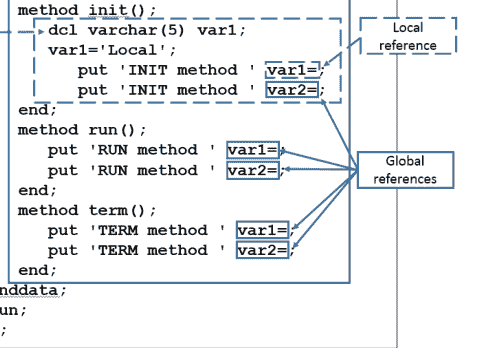 method init();
dcl varchar(5) var1;
var1='Local';
put 'INIT method ' var1=;
put 'INIT method ' var2=;
end;
method run();
put 'RUN method ' var1=;
put 'RUN method ' var2=;
end;
method term();
put 'TERM method ' var1=;
put 'TERM method ' var2=;
end;
nddata;
un;
;
Local
reference
Global
references